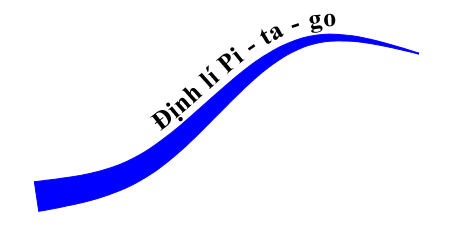 Định lí Pi - ta - go